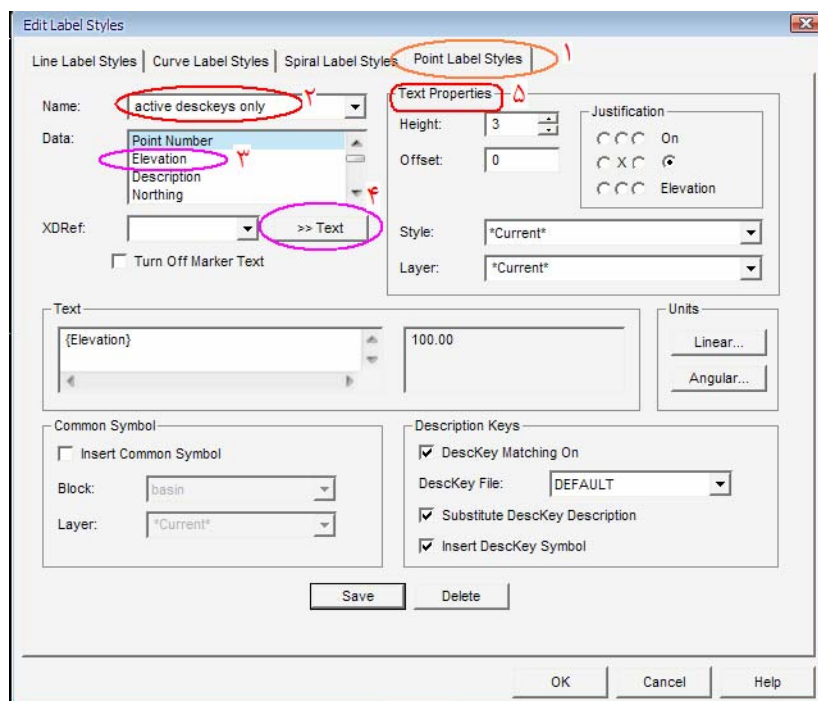 Edit Label Styles
Line Label Styles Curve Label Styles Spiral Label Styles Point Label Styles ۱
Name: active desckeys only ۲
Data: Point Number
Elevation ۳
Description
Northing ۴
XDRef: >> Text
Turn Off Marker Text
Text Properties ۵
Height: 3
Offset: 0
Justification
On
X
Elevation
Style: *Current*
Layer: *Current*
Text
{Elevation} 100.00
Units
Linear...
Angular...
Common Symbol
Insert Common Symbol
Block: basin
Layer: *Current*
Description Keys
DescKey Matching On
DescKey File: DEFAULT
Substitute DescKey Description
Insert DescKey Symbol
Save Delete
OK Cancel Help